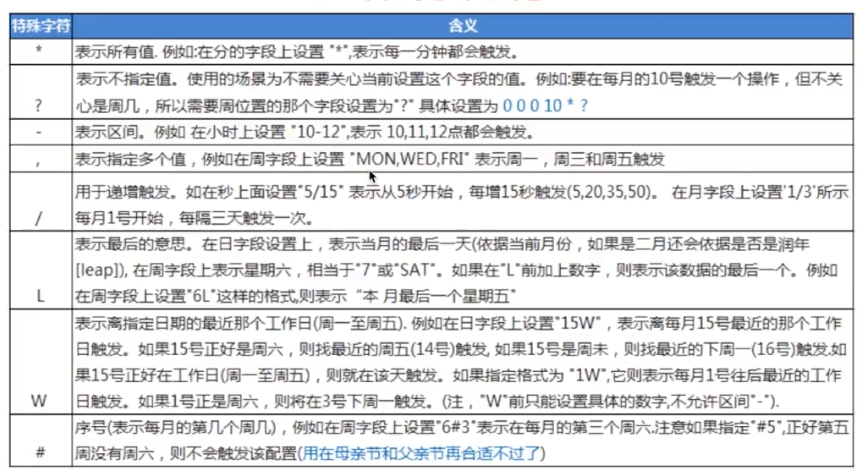 特殊字符 含义
* 表示所有值. 例如:在分的字段上设置 "*",表示每一分钟都会触发。
表示不指定值。使用的场景为不需要关心当前设置这个字段的值。例如:要在每月的10号触发一个操作，但不关
? 心是周几，所以需要周位置的那个字段设置为"?" 具体设置为 0 0 0 10 * ?
- 表示区间。例如 在小时上设置 "10-12",表示 10,11,12点都会触发。
, 表示指定多个值，例如在周字段上设置 "MON,WED,FRI" 表示周一，周三和周五触发
用于递增触发。如在秒上面设置"5/15" 表示从5秒开始，每增15秒触发(5,20,35,50)。 在月字段上设置'1/3'所示
/ 每月1号开始，每隔三天触发一次。
表示最后的意思。在日字段设置上，表示当月的最后一天(依据当前月份，如果是二月还会依据是否是润年
[leap]), 在周字段上表示星期六，相当于"7"或"SAT"。如果在"L"前加上数字，则表示该数据的最后一个。例如
L 在周字段上设置"6L"这样的格式,则表示“本 月最后一个星期五"
表示离指定日期的最近那个工作日(周一至周五). 例如在日字段上设置"15W"，表示离每月15号最近的那个工作
日触发。如果15号正好是周六，则找最近的周五(14号)触发, 如果15号是周未，则找最近的下周一(16号)触发.如
果15号正好在工作日(周一至周五)，则就在该天触发。如果指定格式为 "1W",它则表示每月1号往后最近的工作
W 日触发。如果1号正是周六，则将在3号下周一触发。(注，"W"前只能设置具体的数字,不允许区间"-").
序号(表示每月的第几个周几)，例如在周字段上设置"6#3"表示在每月的第三个周六.注意如果指定"#5",正好第五
# 周没有周六，则不会触发该配置(用在母亲节和父亲节再合适不过了)